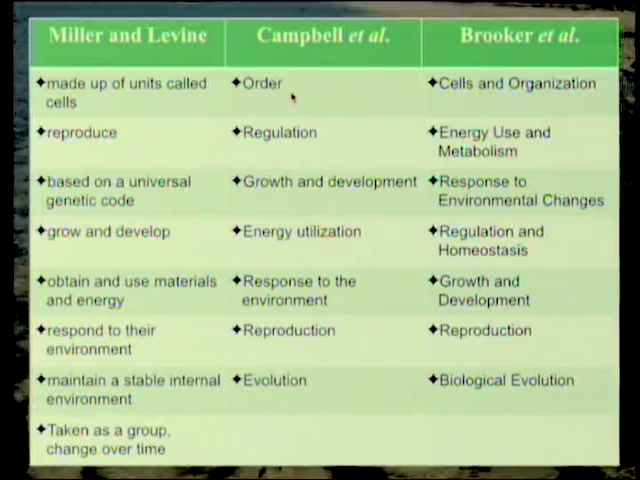 Miller and Levine
Campbell et al.
Brooker et al.
✦made up of units called
cells
✦Order
✦Cells and Organization
✦reproduce
✦Regulation
✦Energy Use and
Metabolism
✦based on a universal
genetic code
✦Growth and development
✦Response to
Environmental Changes
✦grow and develop
✦Energy utilization
✦Regulation and
Homeostasis
✦obtain and use materials
and energy
✦Response to the
environment
✦Growth and
Development
✦respond to their
environment
✦Reproduction
✦Reproduction
✦maintain a stable internal
environment
✦Evolution
✦Biological Evolution
✦Taken as a group,
change over time